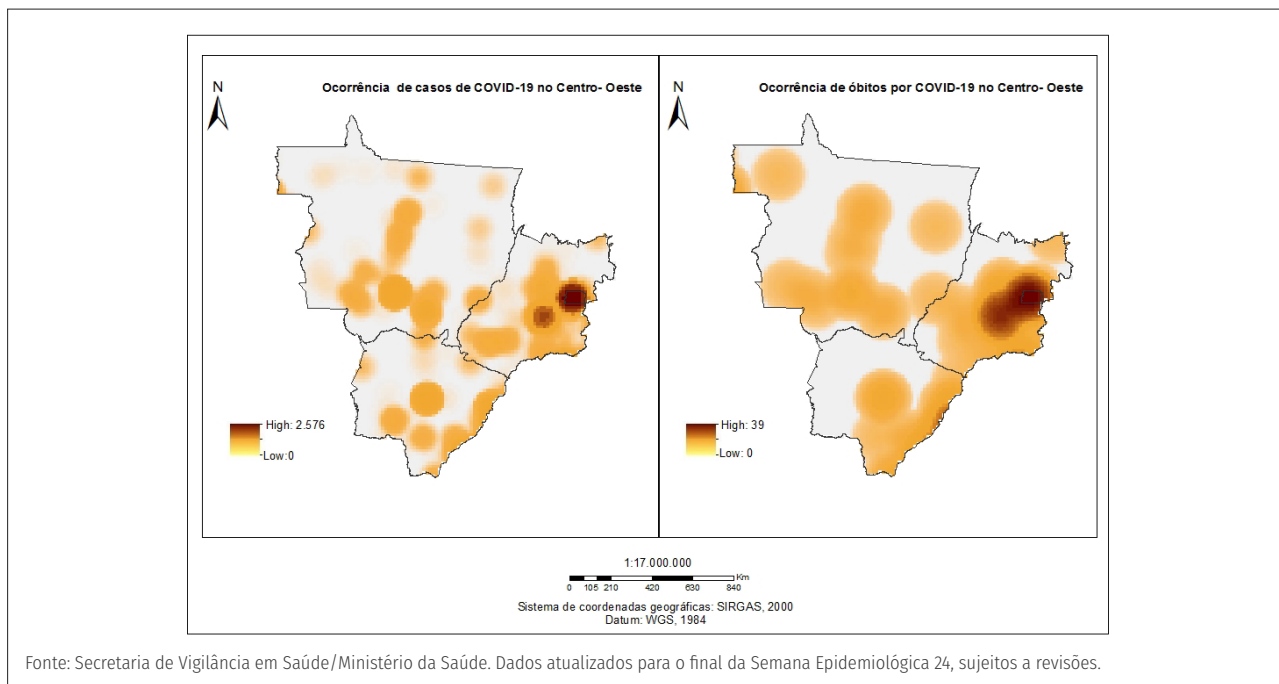 N
Ocorrência de casos de COVID-19 no Centro- Oeste
High: 2.576
Low: 0
N
Ocorrência de óbitos por COVID-19 no Centro- Oeste
High: 39
Low: 0
1:17.000.000
Km
0 105 210 420 630 840
Sistema de coordenadas geográficas: SIRGAS, 2000
Datum: WGS, 1984
Fonte: Secretaria de Vigilância em Saúde/Ministério da Saúde. Dados atualizados para o final da Semana Epidemiológica 24, sujeitos a revisões.